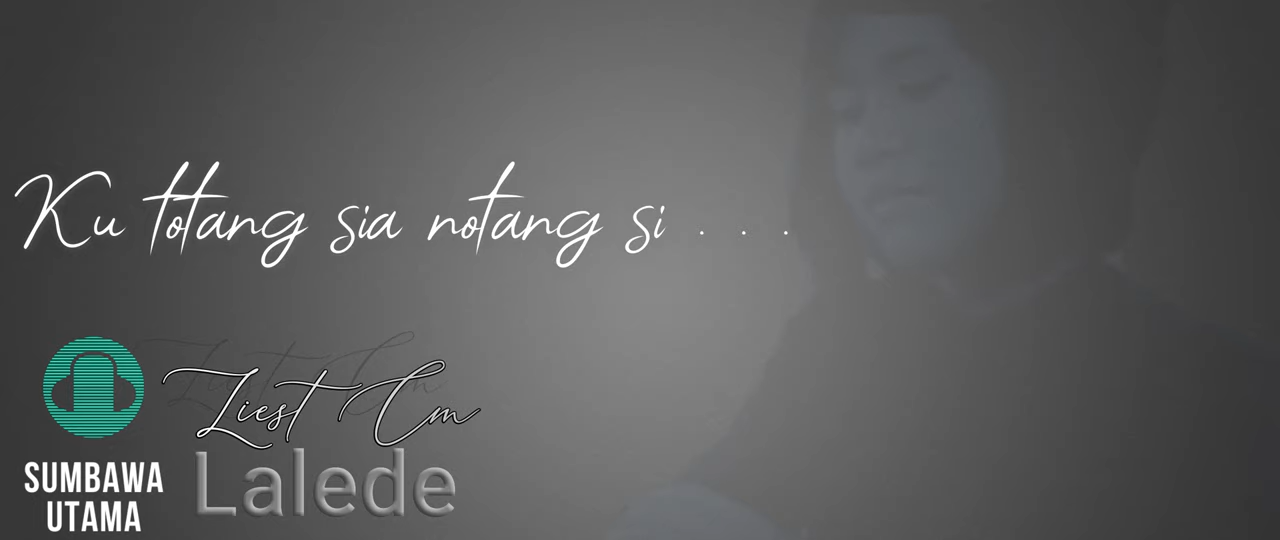 Ku totang sia notang si . . .
Liest Cm
Lalede
SUMBAWA
UTAMA